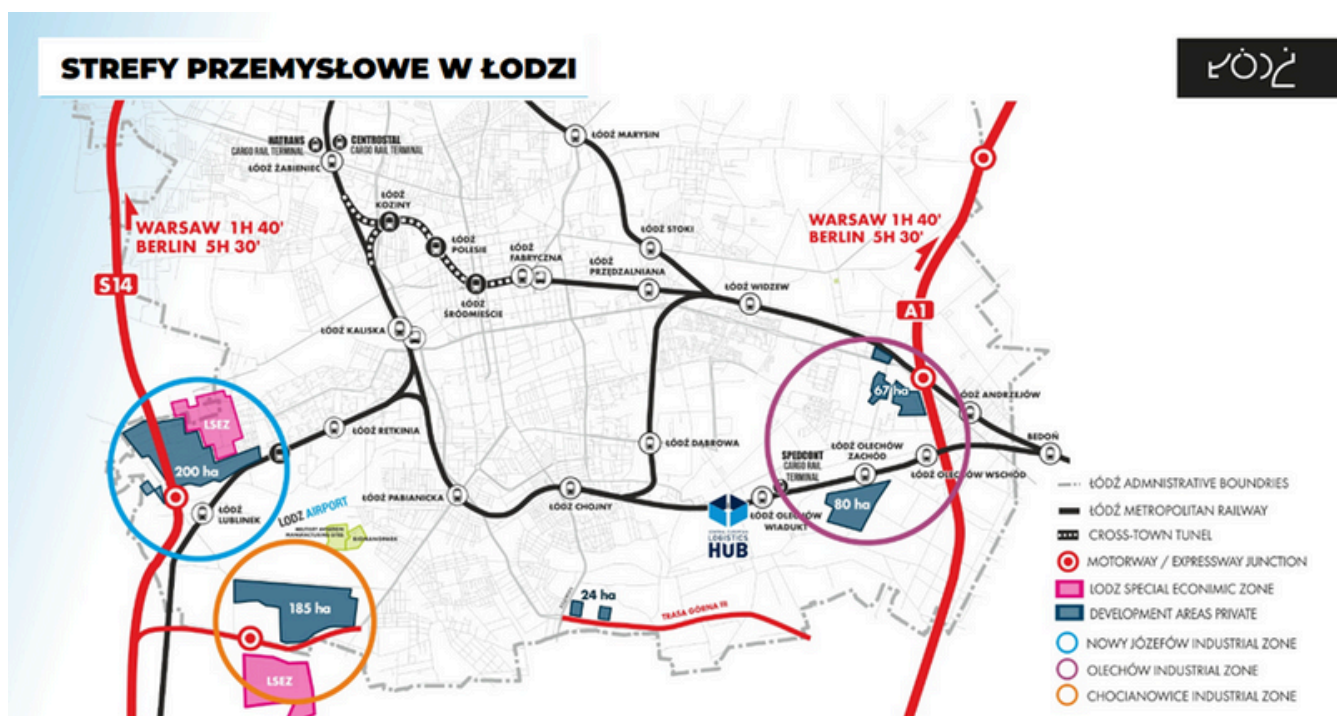 STREFY PRZEMYSŁOWE W ŁODZI
ŁÓDŹ
NATRANS
CARGO RAIL TERMINAL
CENTROSTAL
CARGO RAIL TERMINAL
ŁÓDŹ ŻABIENIEC
ŁÓDŹ MARYSIN
ŁÓDŹ
KOZINY
WARSAW 1H 40'
BERLIN 5H 30'
ŁÓDŹ
POLESIE
ŁÓDŹ
FABRYCZNA
ŁÓDŹ STOKI
ŁÓDŹ
PRZĘDZALNIANA
WARSAW 1H 40'
BERLIN 5H 30'
S14
ŁÓDŹ
ŚRÓDMIEŚCIE
ŁÓDŹ WIDZEW
A1
ŁÓDŹ KALISKA
67 ha
ŁÓDŹ ANDRZEJÓW
LSEZ
200 ha
ŁÓDŹ RETKINIA
ŁÓDŹ DĄBROWA
SPEDCONT
CARGO RAIL
TERMINAL
ŁÓDŹ OLECHÓW
ZACHÓD
BEDOŃ
ŁÓDŹ OLECHÓW WSCHÓD
ŁÓDŹ
LUBLINEK
LODZ AIRPORT
ŁÓDŹ PABIANICKA
ŁÓDŹ CHOJNY
ŁÓDŹ OLECHÓW
WIADUKT
80 ha
CENTRAL EUROPEAN
LOGISTICS
HUB
185 ha
24 ha
TRASA GÓRNA III
LSEZ
ŁÓDŹ ADMNISTRATIVE BOUNDRIES
ŁÓDŹ METROPOLITAN RAILWAY
CROSS-TOWN TUNEL
MOTORWAY / EXPRESSWAY JUNCTION
LODZ SPECIAL ECONIMIC ZONE
DEVELOPMENT AREAS PRIVATE
NOWY JÓZEFÓW INDUSTRIAL ZONE
OLECHÓW INDUSTRIAL ZONE
CHOCIANOWICE INDUSTRIAL ZONE